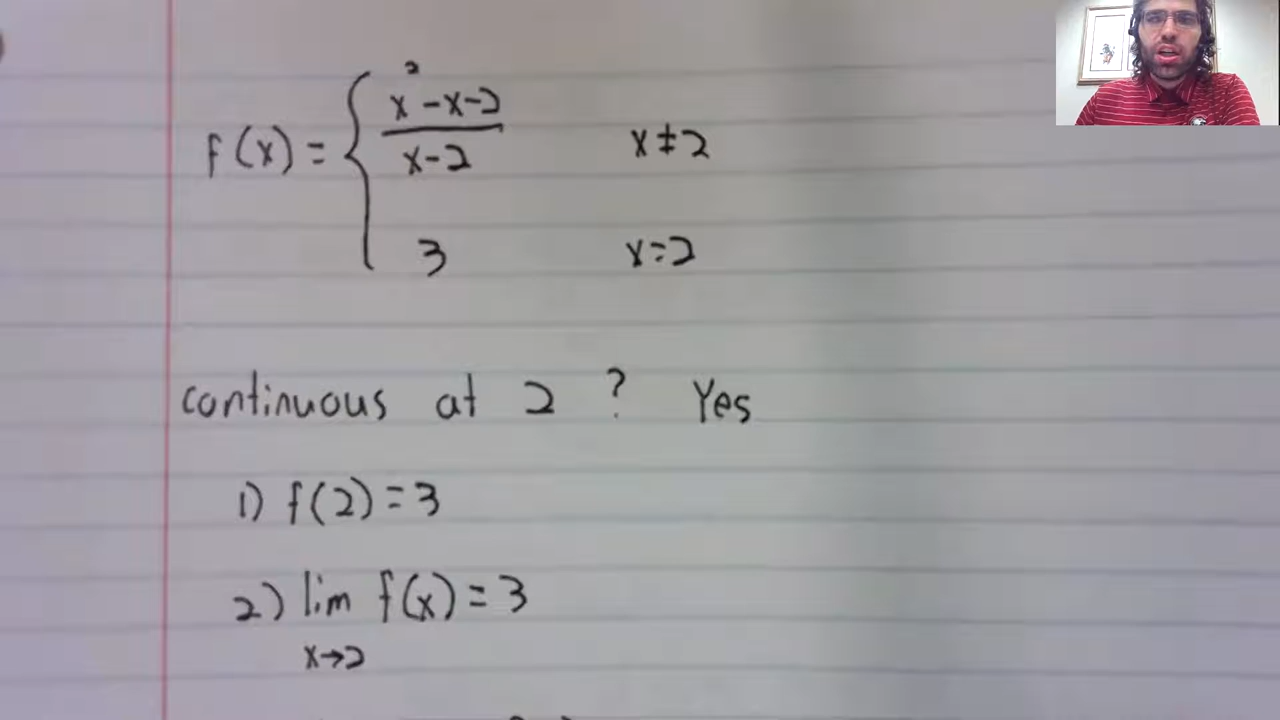 f(x) = { x² - x - 2 / x - 2    x ≠ 2
3    x = 2
continuous at 2 ? Yes
1) f(2) = 3
2) lim f(x) = 3
x→2